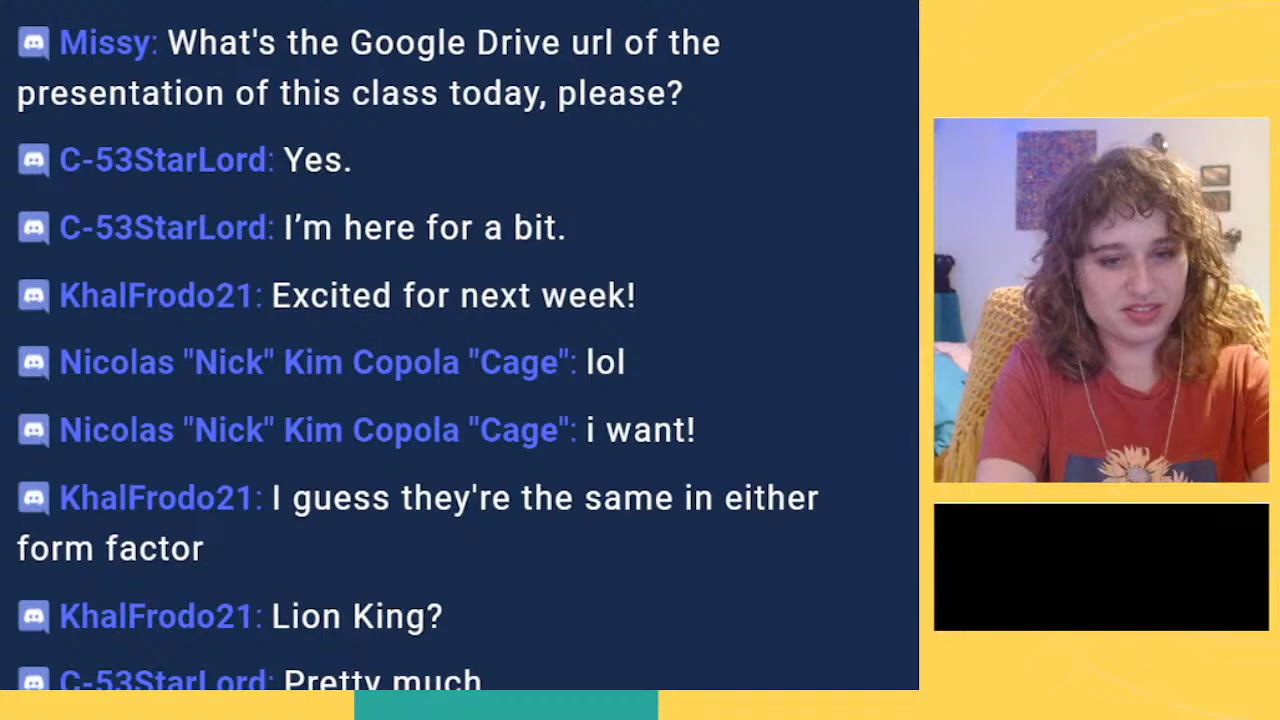 Missy: What's the Google Drive url of the
presentation of this class today, please?
C-53StarLord: Yes.
C-53StarLord: I’m here for a bit.
KhalFrodo21: Excited for next week!
Nicolas "Nick" Kim Copola "Cage": lol
Nicolas "Nick" Kim Copola "Cage": i want!
KhalFrodo21: I guess they're the same in either
form factor
KhalFrodo21: Lion King?
C-53StarLord: Pretty much